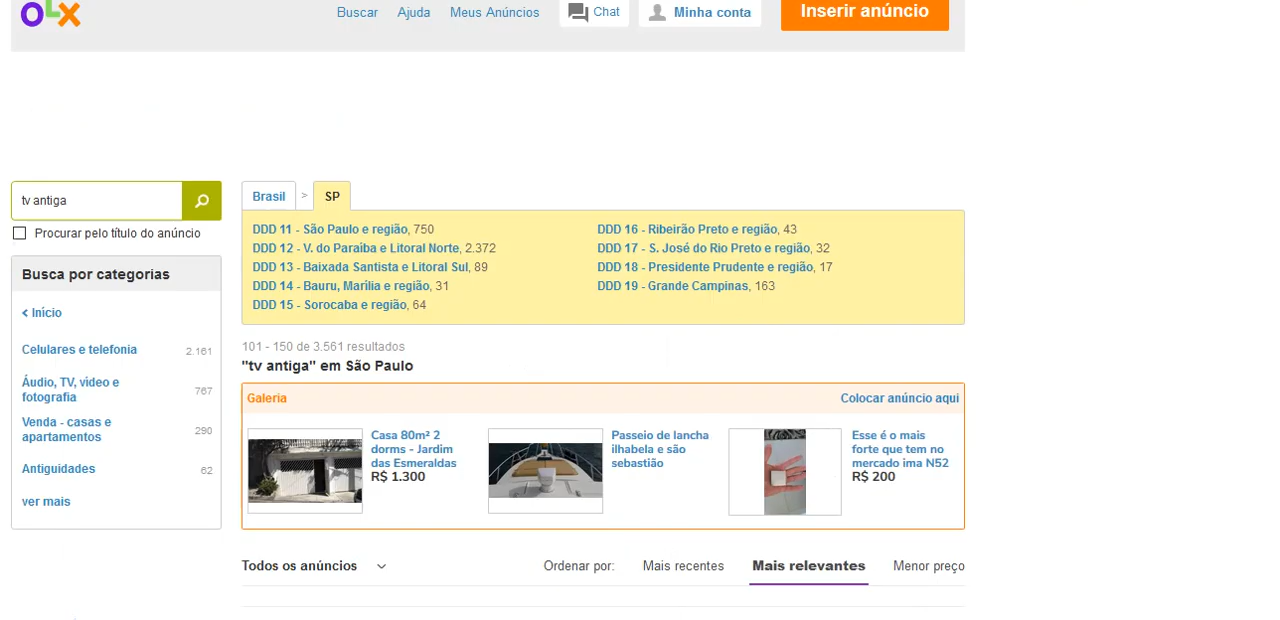 OLX
Buscar Ajuda Meus Anúncios Chat Minha conta Inserir anúncio
tv antiga
Procurar pelo título do anúncio
Busca por categorias
Início
Celulares e telefonia 2.161
Áudio, TV, vídeo e
fotografia 767
Venda - casas e
apartamentos 290
Antiguidades 62
ver mais
Brasil > SP
DDD 11 - São Paulo e região, 750
DDD 12 - V. do Paraíba e Litoral Norte, 2.372
DDD 13 - Baixada Santista e Litoral Sul, 89
DDD 14 - Bauru, Marília e região, 31
DDD 15 - Sorocaba e região, 64
DDD 16 - Ribeirão Preto e região, 43
DDD 17 - S. José do Rio Preto e região, 32
DDD 18 - Presidente Prudente e região, 17
DDD 19 - Grande Campinas, 163
101 - 150 de 3.561 resultados
"tv antiga" em São Paulo
Galeria Colocar anúncio aqui
Casa 80m² 2
dorms - Jardim
das Esmeraldas
R$ 1.300
Passeio de lancha
ilhabela e são
sebastião
Esse é o mais
forte que tem no
mercado ima N52
R$ 200
Todos os anúncios Ordenar por: Mais recentes Mais relevantes Menor preço